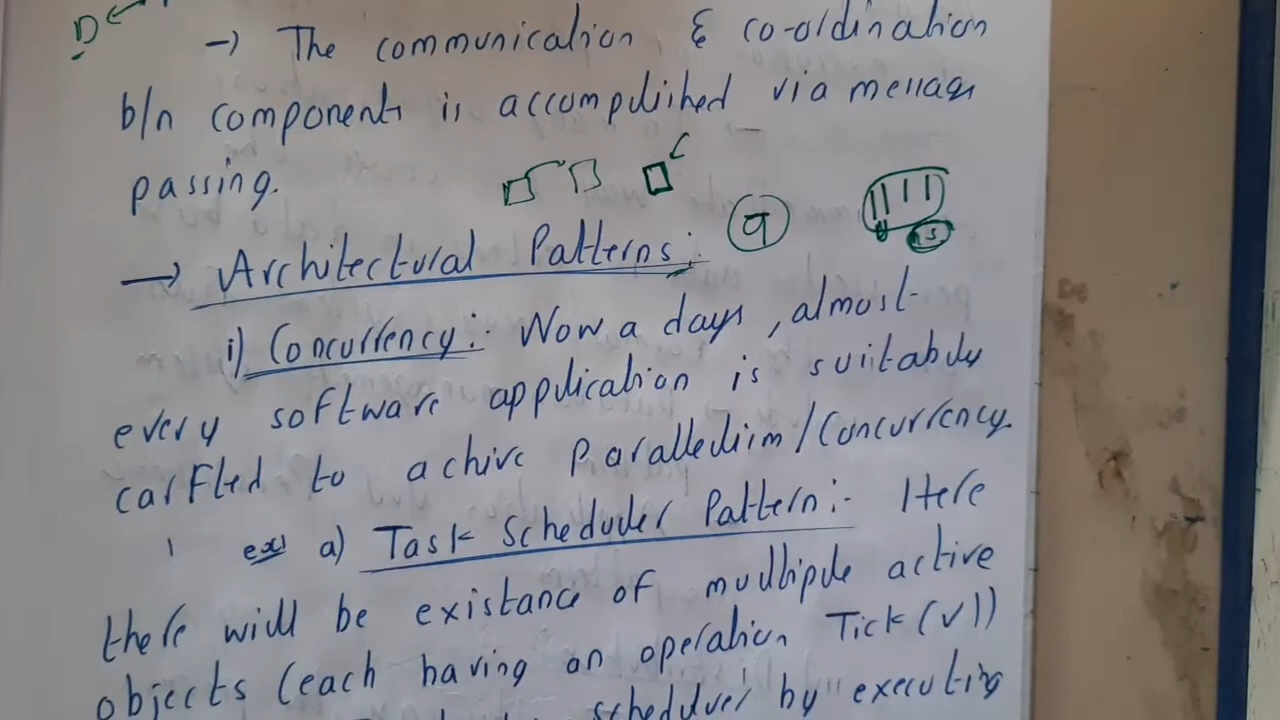 D ←
→ The communication & co-ordination
b/n components is accomplished via message
passing.
→ Architectural Patterns:
i) Concurrency:- Now a days, almost
every software application is suitably
carfted to achive parallelism/Concurrency.
ex) a) Task Scheduler Pattern:- Here
there will be existance of multiple active
objects (each having an operation Tick(v))
scheduler by executing